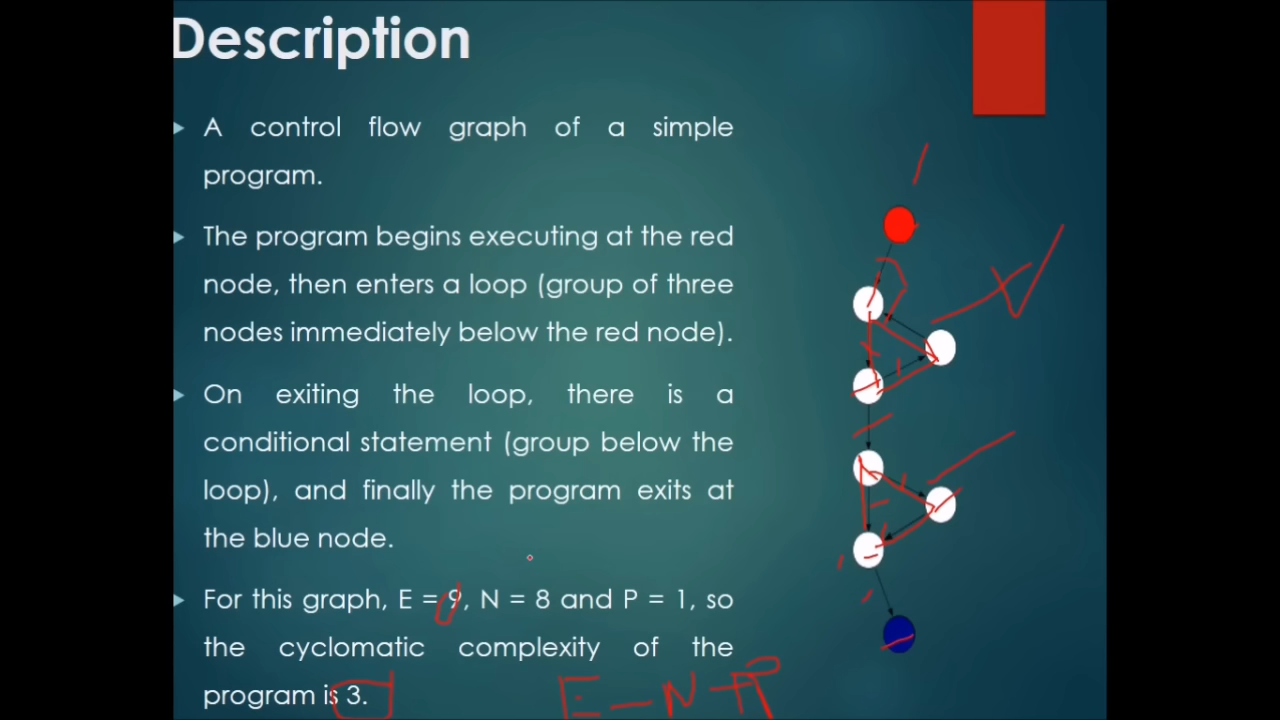 Description
A control flow graph of a simple
program.
The program begins executing at the red
node, then enters a loop (group of three
nodes immediately below the red node).
On exiting the loop, there is a
conditional statement (group below the
loop), and finally the program exits at
the blue node.
For this graph, E = 9, N = 8 and P = 1, so
the cyclomatic complexity of the
program is 3.
E - N + P